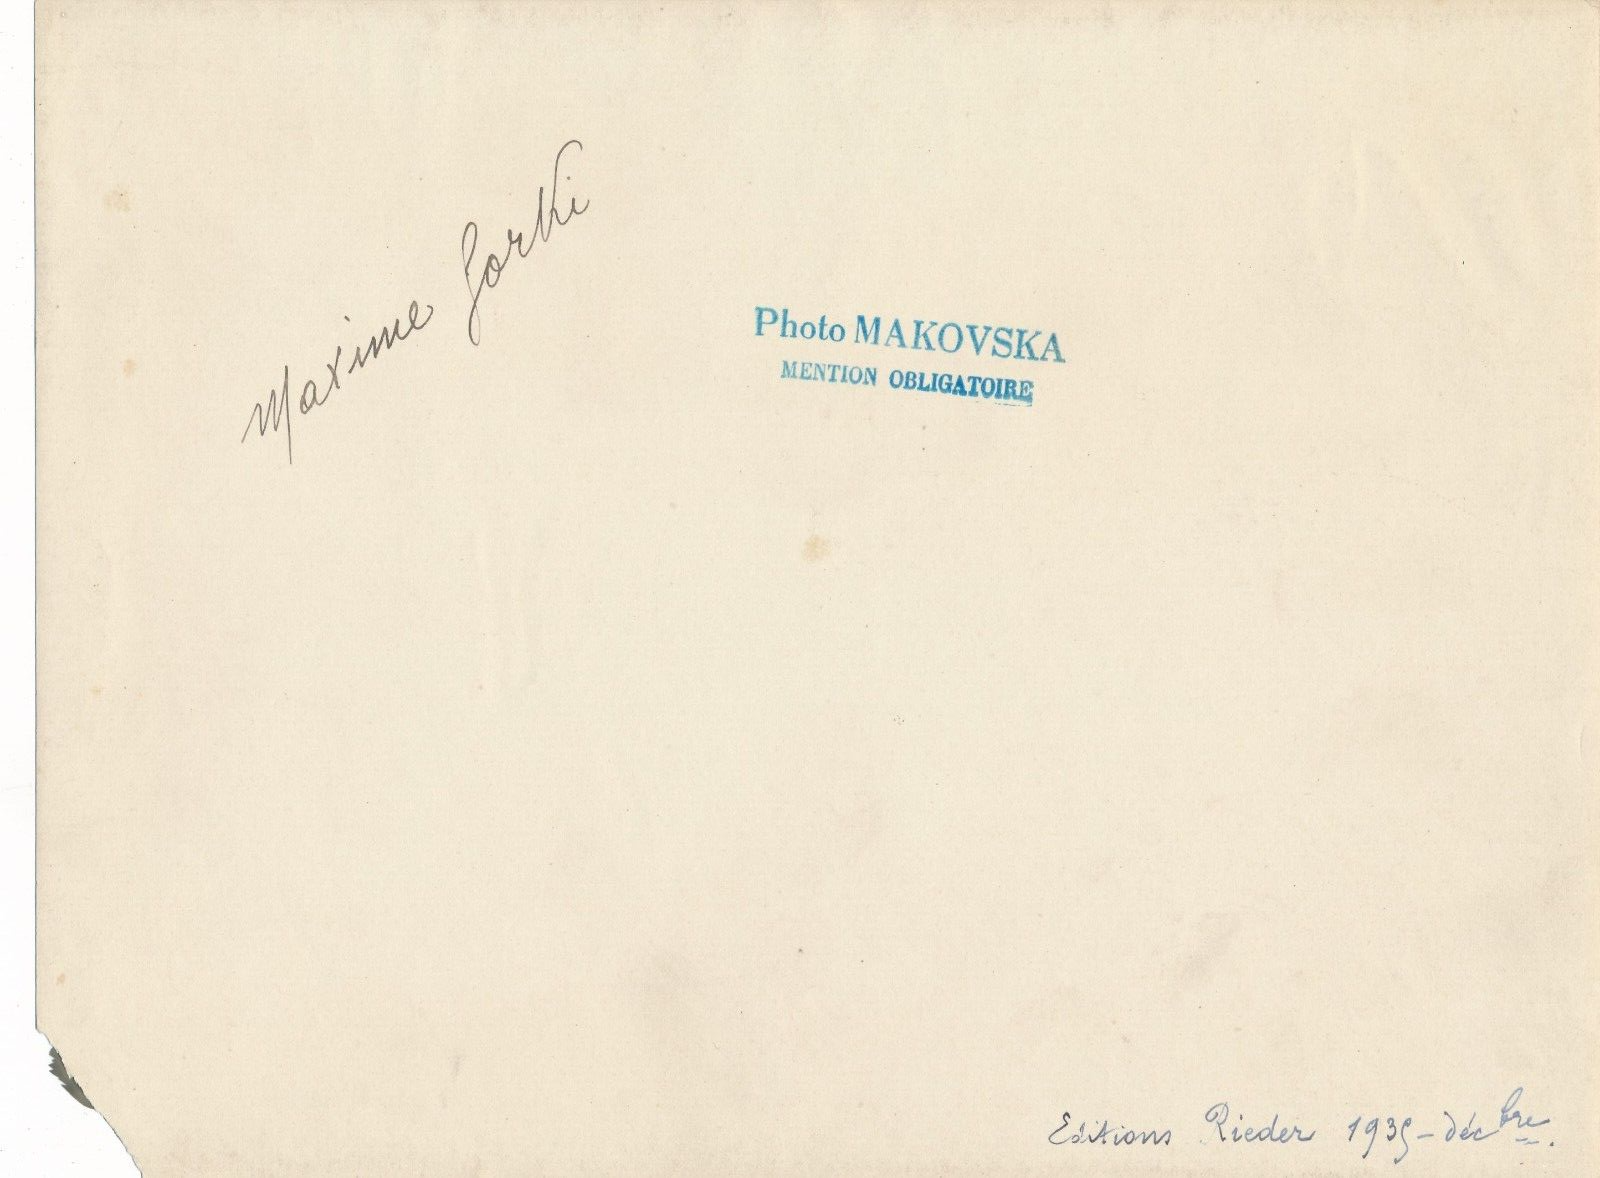 Maxime Gorki
Photo MAKOVSKA
MENTION OBLIGATOIRE
Editions Rieder 1935 - décbre.